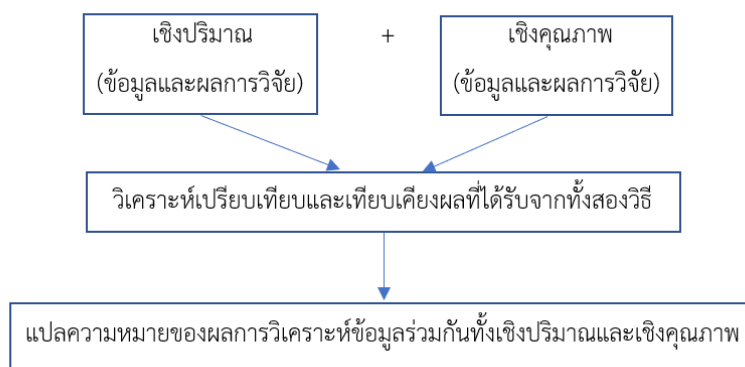 เชิงปริมาณ
(ข้อมูลและผลการวิจัย)
+
เชิงคุณภาพ
(ข้อมูลและผลการวิจัย)
วิเคราะห์เปรียบเทียบและเทียบเคียงผลที่ได้รับจากทั้งสองวิธี
แปลความหมายของผลการวิเคราะห์ข้อมูลร่วมกันทั้งเชิงปริมาณและเชิงคุณภาพ